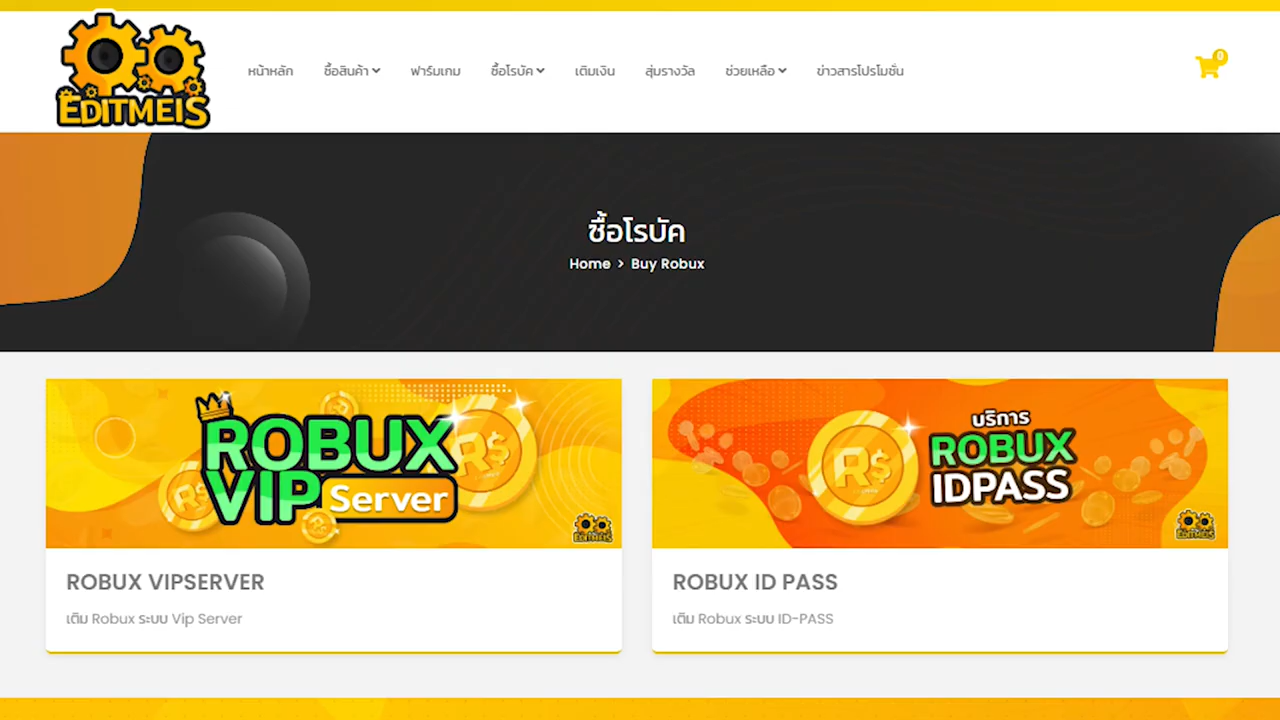 EDITMEIS
หน้าหลัก ซื้อสินค้า ฟาร์มเกม ซื้อโรบัค เติมเงิน สุ่มรางวัล ช่วยเหลือ ข่าวสารโปรโมชั่น
0
ซื้อโรบัค
Home > Buy Robux
ROBUX
VIP Server
R$
R$
EDITMEIS
บริการ
ROBUX
IDPASS
R$
EDITMEIS
ROBUX VIPSERVER
เติม Robux ระบบ Vip Server
ROBUX ID PASS
เติม Robux ระบบ ID-PASS